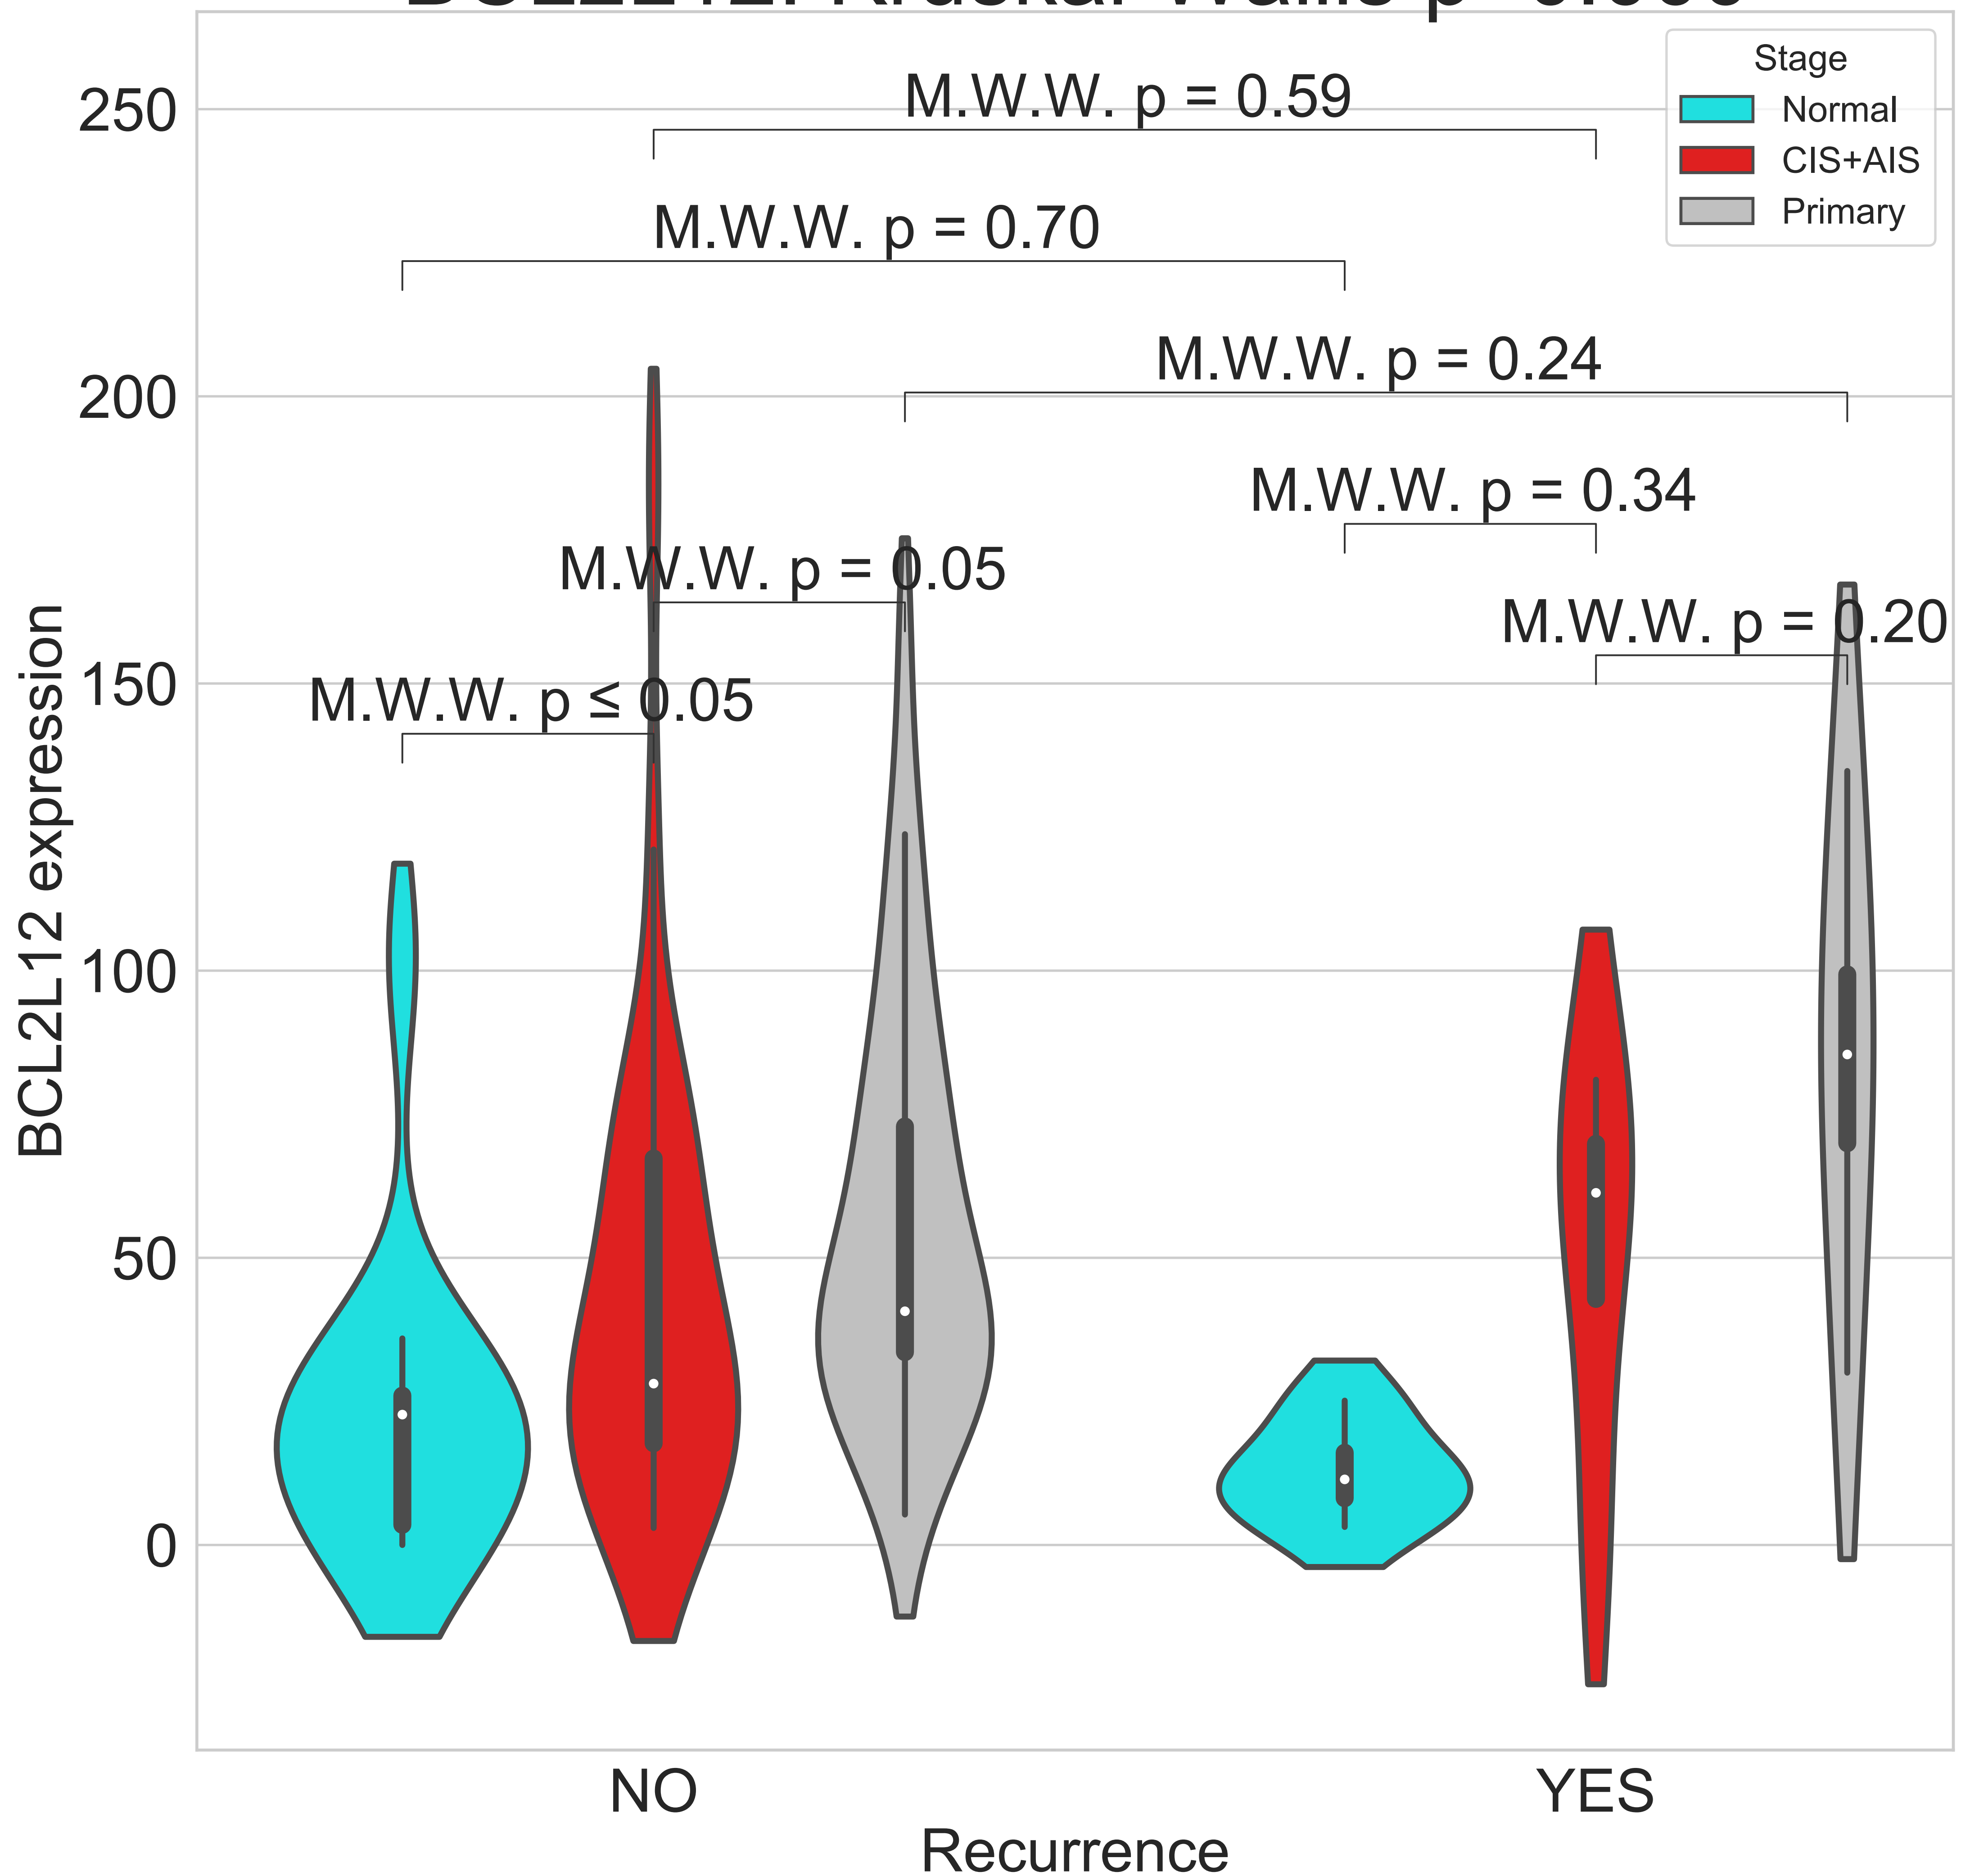 Stage
Normal
CIS+AIS
Primary
M.W.W. p = 0.59
M.W.W. p = 0.70
M.W.W. p = 0.24
M.W.W. p = 0.34
M.W.W. p = 0.05
M.W.W. p = 0.20
M.W.W. p ≤ 0.05
250
200
150
100
50
0
BCL2L12 expression
NO
YES
Recurrence